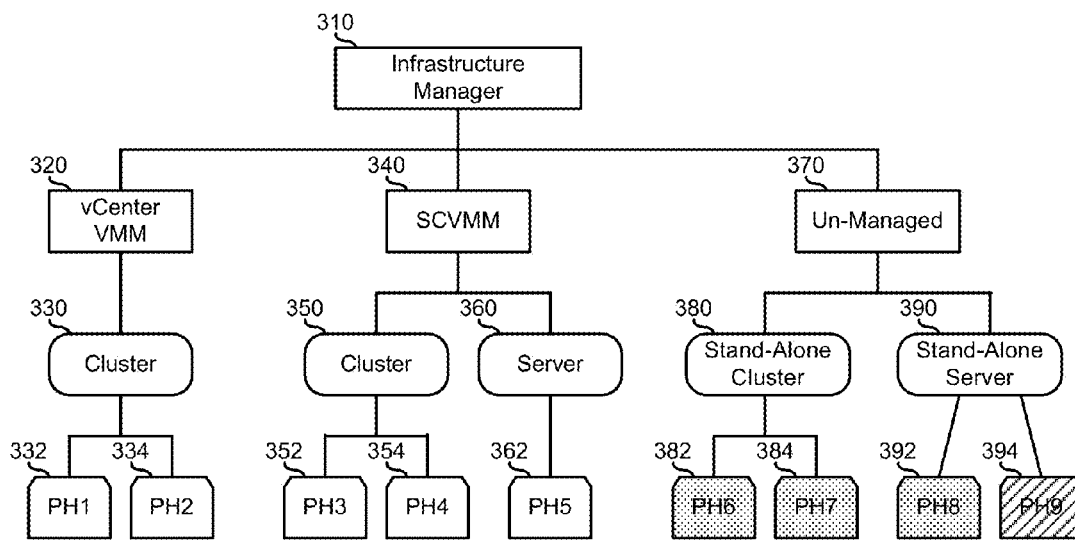 310
Infrastructure
Manager
320
vCenter
VMM
340
SCVMM
370
Un-Managed
330
Cluster
350
Cluster
360
Server
380
Stand-Alone
Cluster
390
Stand-Alone
Server
332
PH1
334
PH2
352
PH3
354
PH4
362
PH5
382
PH6
384
PH7
392
PH8
394
PH9